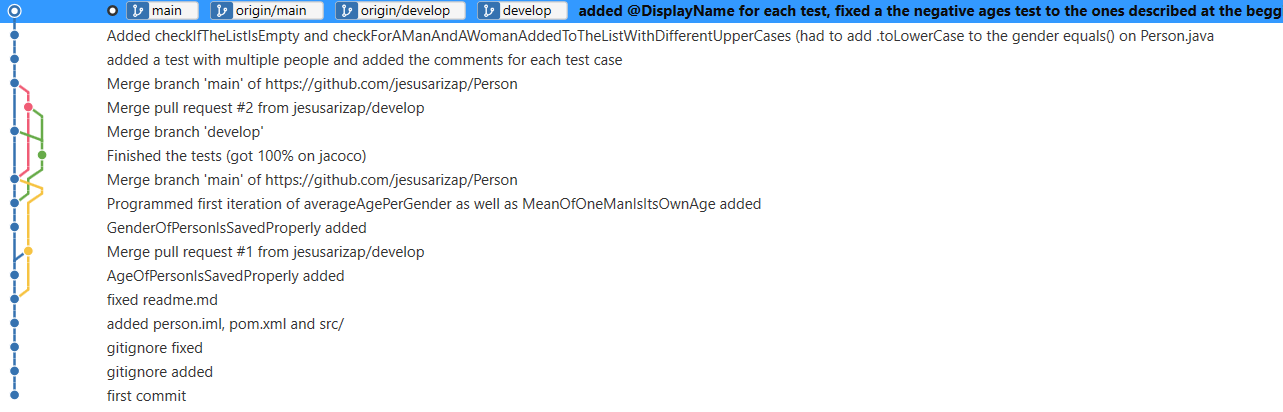 main origin/main origin/develop develop added @DisplayName for each test, fixed a the negative ages test to the ones described at the begg
Added checkIfTheListIsEmpty and checkForAManAndAWomanAddedToTheListWithDifferentUpperCases (had to add .toLowerCase to the gender equals() on Person.java
added a test with multiple people and added the comments for each test case
Merge branch 'main' of https://github.com/jesusarizap/Person
Merge pull request #2 from jesusarizap/develop
Merge branch 'develop'
Finished the tests (got 100% on jacoco)
Merge branch 'main' of https://github.com/jesusarizap/Person
Programmed first iteration of averageAgePerGender as well as MeanOfOneManIsItsOwnAge added
GenderOfPersonIsSavedProperly added
Merge pull request #1 from jesusarizap/develop
AgeOfPersonIsSavedProperly added
fixed readme.md
added person.iml, pom.xml and src/
gitignore fixed
gitignore added
first commit